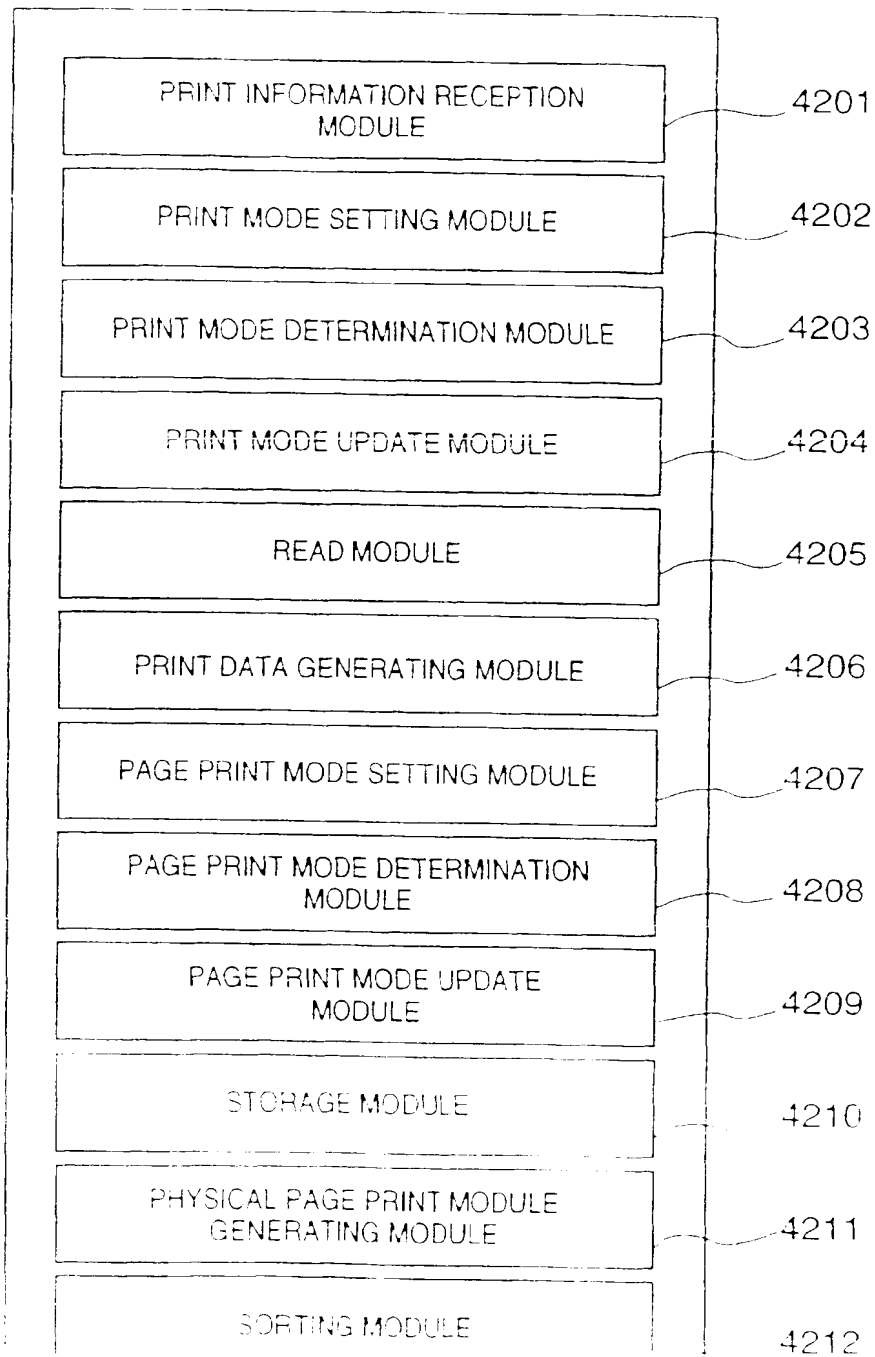 PRINT INFORMATION RECEPTION
MODULE
4201
PRINT MODE SETTING MODULE
4202
PRINT MODE DETERMINATION MODULE
4203
PRINT MODE UPDATE MODULE
4204
READ MODULE
4205
PRINT DATA GENERATING MODULE
4206
PAGE PRINT MODE SETTING MODULE
4207
PAGE PRINT MODE DETERMINATION
MODULE
4208
PAGE PRINT MODE UPDATE
MODULE
4209
STORAGE MODULE
4210
PHYSICAL PAGE PRINT MODULE
GENERATING MODULE
4211
SORTING MODULE
4212